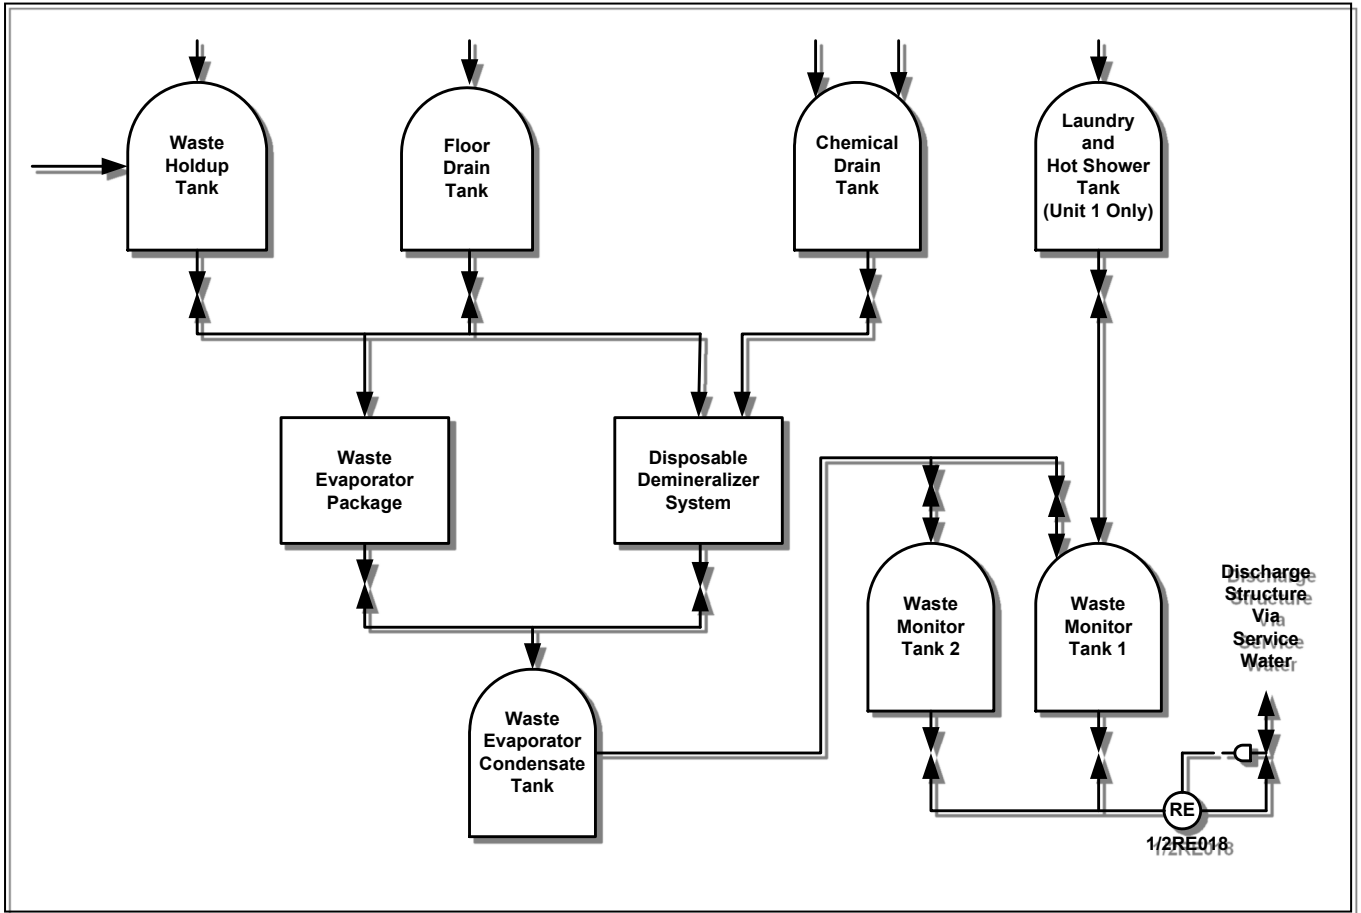 Waste
Holdup
Tank
Floor
Drain
Tank
Chemical
Drain
Tank
Laundry
and
Hot Shower
Tank
(Unit 1 Only)
Waste
Evaporator
Package
Disposable
Demineralizer
System
Waste
Evaporator
Condensate
Tank
Waste
Monitor
Tank 2
Waste
Monitor
Tank 1
Discharge
Structure
Via
Service
Water
RE
1/2RE018